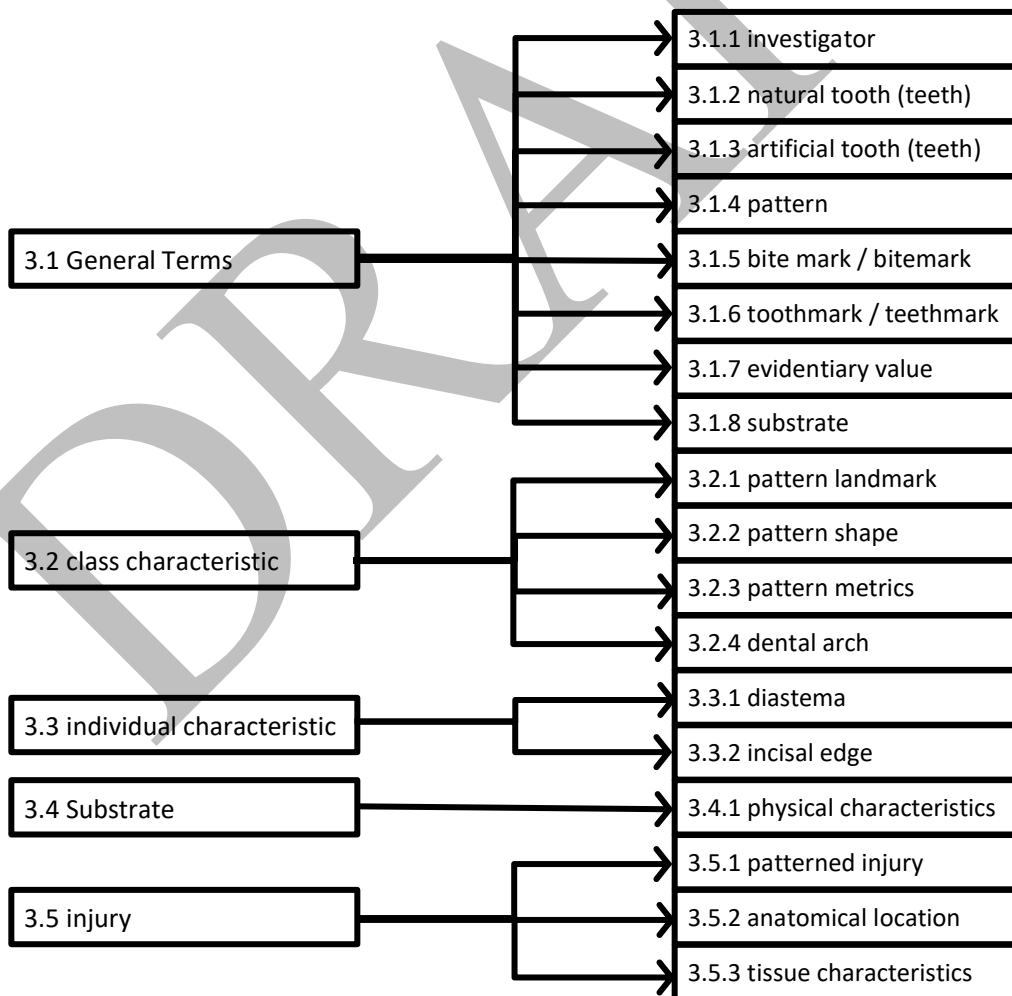 3.1 General Terms
3.1.1 investigator
3.1.2 natural tooth (teeth)
3.1.3 artificial tooth (teeth)
3.1.4 pattern
3.1.5 bite mark / bitemark
3.1.6 toothmark / teethmark
3.1.7 evidentiary value
3.1.8 substrate
3.2 class characteristic
3.2.1 pattern landmark
3.2.2 pattern shape
3.2.3 pattern metrics
3.2.4 dental arch
3.3 individual characteristic
3.3.1 diastema
3.3.2 incisal edge
3.4 Substrate
3.4.1 physical characteristics
3.5 injury
3.5.1 patterned injury
3.5.2 anatomical location
3.5.3 tissue characteristics
DRA